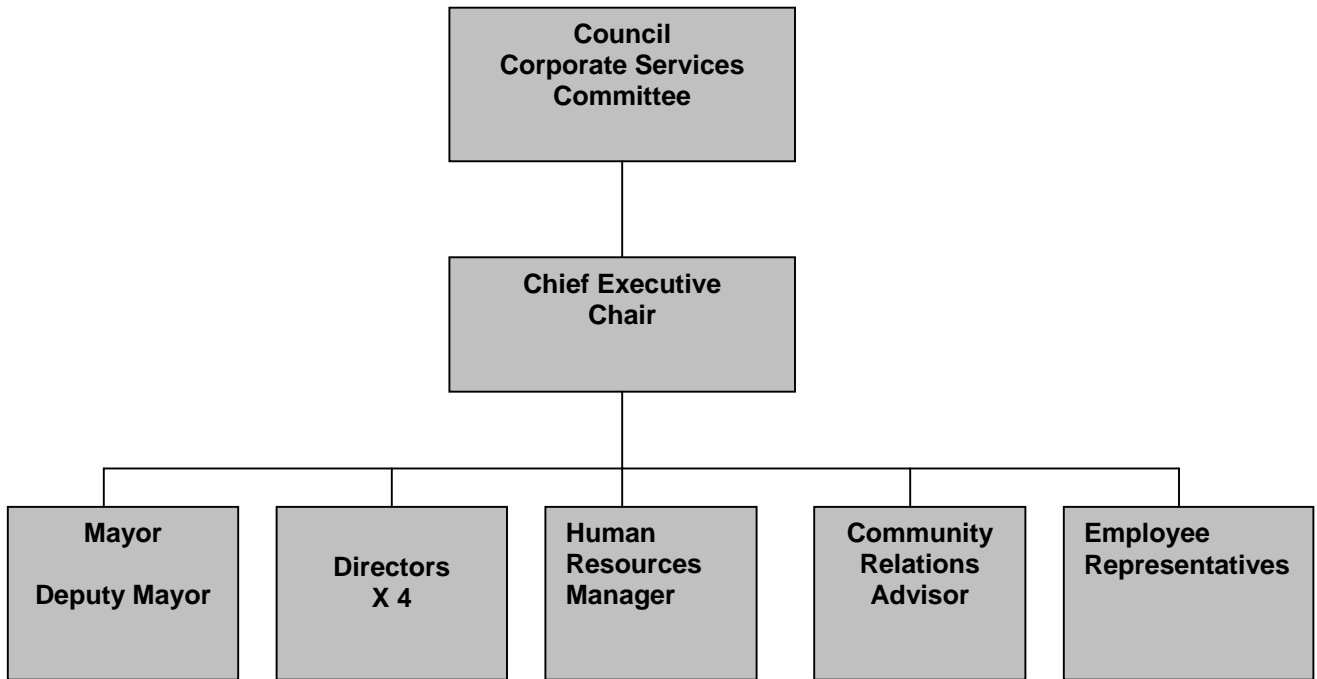 Council
Corporate Services
Committee
Chief Executive
Chair
Mayor
Deputy Mayor
Directors
X 4
Human
Resources
Manager
Community
Relations
Advisor
Employee
Representatives